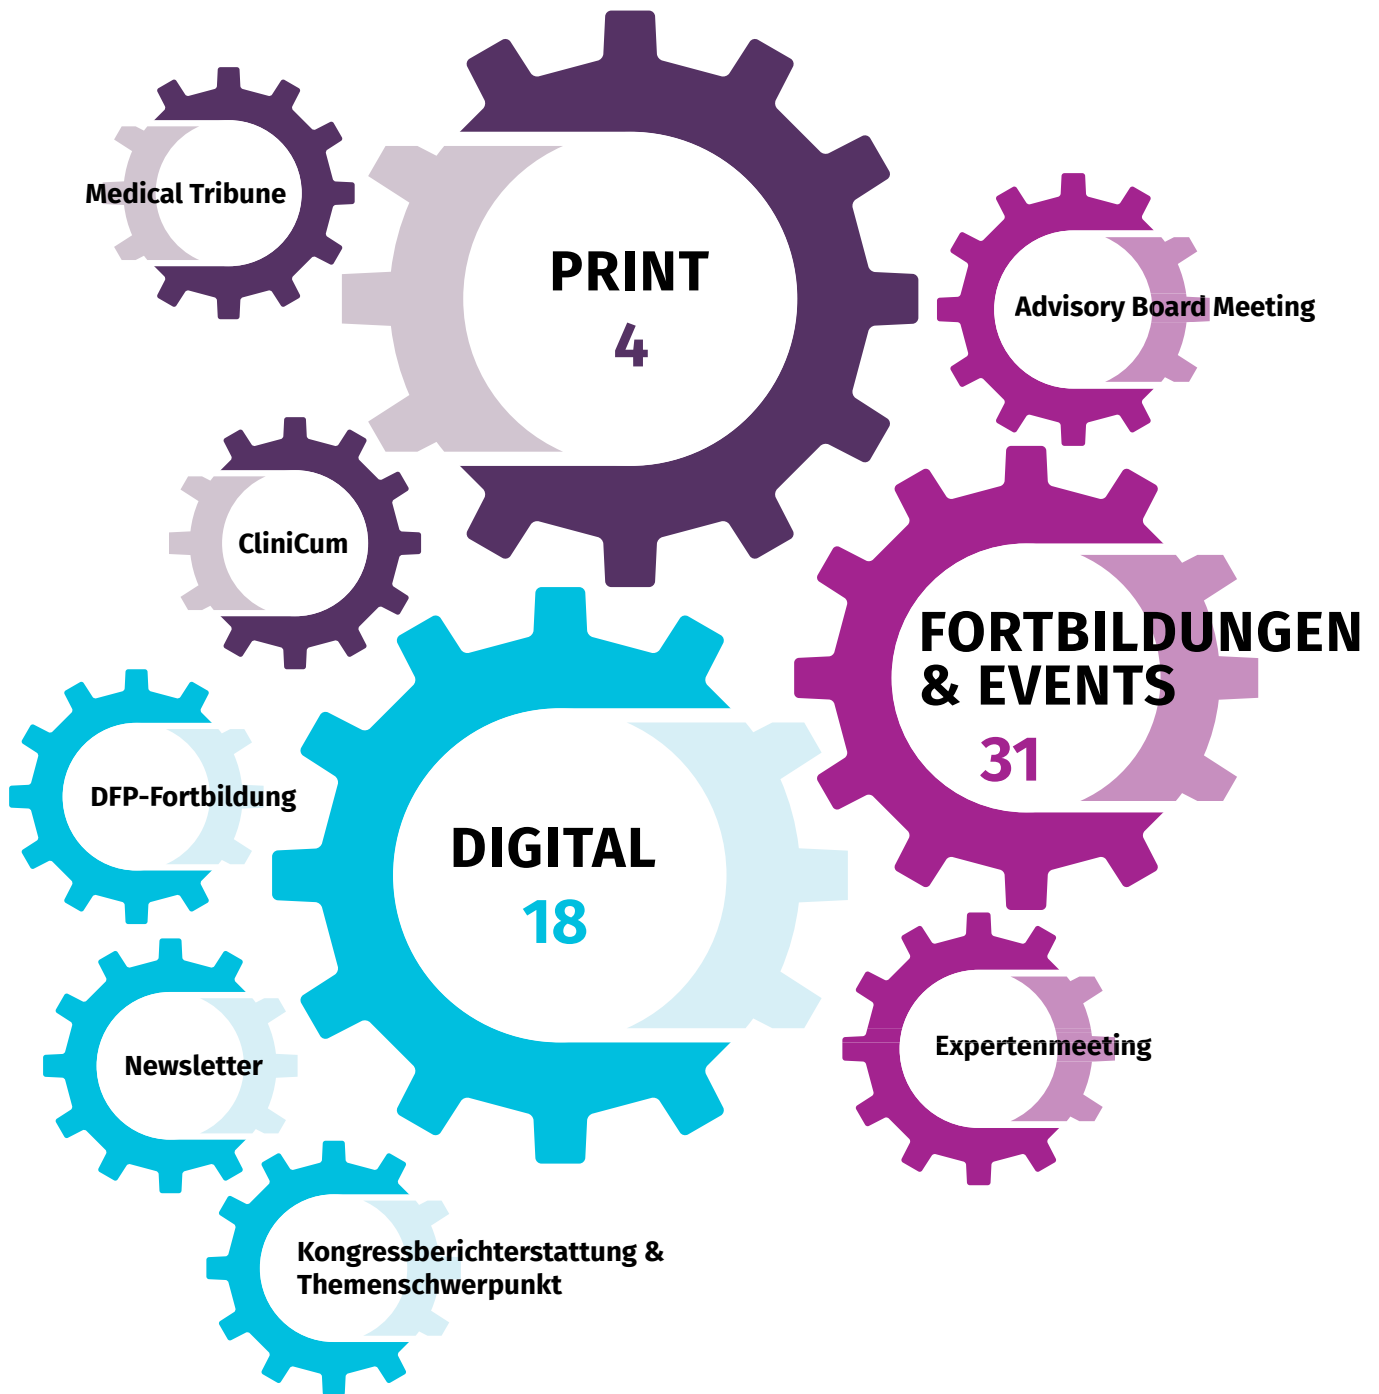 Medical Tribune
PRINT
4
Advisory Board Meeting
CliniCum
FORTBILDUNGEN
& EVENTS
31
DFP-Fortbildung
DIGITAL
18
Newsletter
Expertenmeeting
Kongressberichterstattung &
Themenschwerpunkt